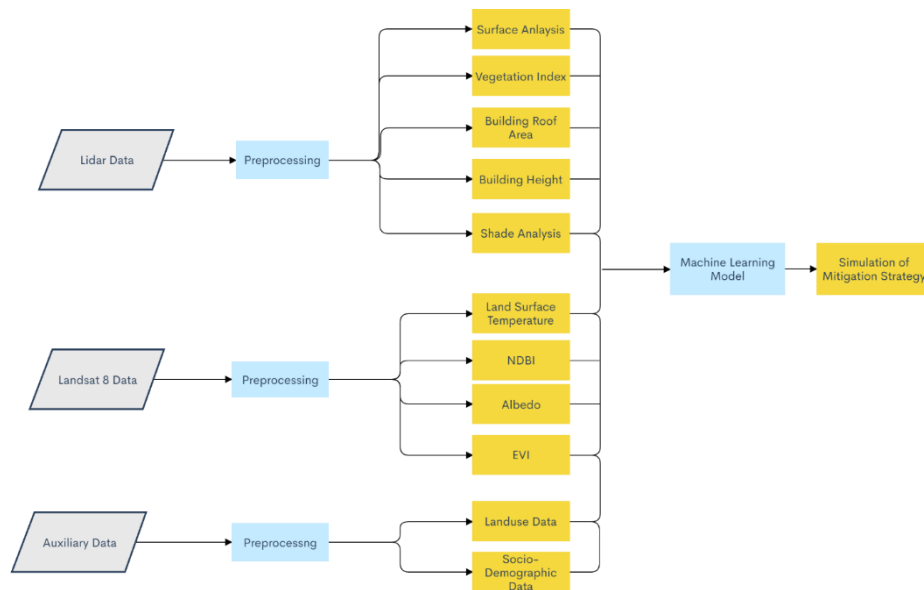 Surface Anlaysis
Vegetation Index
Building Roof
Area
Lidar Data
Preprocessing
Building Height
Shade Analysis
Machine Learning
Model
Simulation of
Mitigation Strategy
Land Surface
Temperature
NDBI
Landsat 8 Data
Preprocessing
Albedo
EVI
Landuse Data
Auxiliary Data
Preprocessng
Socio-
Demographic
Data